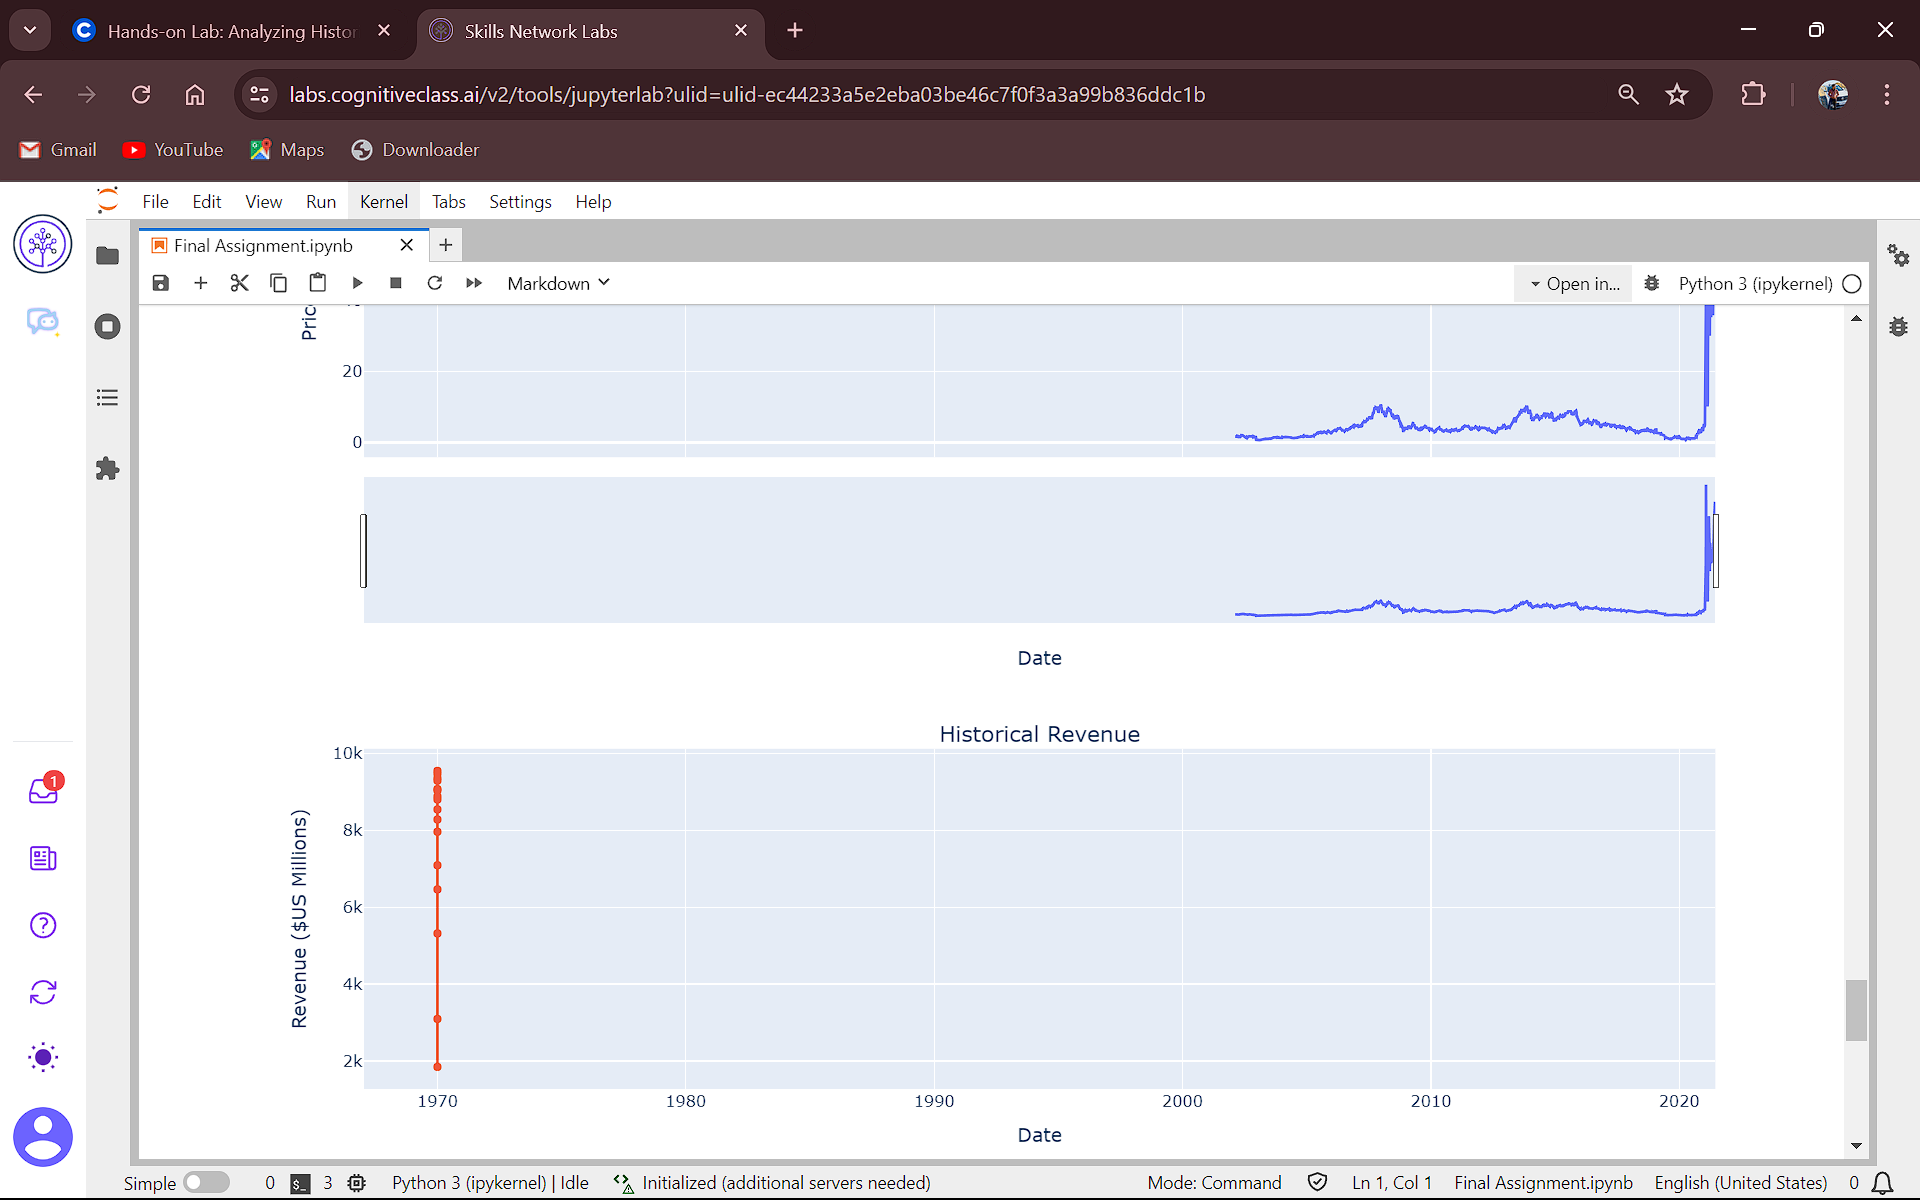 Hands-on Lab: Analyzing Histor
Skills Network Labs
labs.cognitiveclass.ai/v2/tools/jupyterlab?ulid=ulid-ec44233a5e2eba03be46c7f0f3a3a99b836ddc1b
Gmail
YouTube
Maps
Downloader
File Edit View Run Kernel Tabs Settings Help
Final Assignment.ipynb
Markdown
Open in...
Python 3 (ipykernel)
Pric
20
0
Date
Historical Revenue
Revenue ($US Millions)
10k
8k
6k
4k
2k
1970 1980 1990 2000 2010 2020
Date
1
Simple 0 $_ 3 Python 3 (ipykernel) | Idle Initialized (additional servers needed) Mode: Command Ln 1, Col 1 Final Assignment.ipynb English (United States) 0